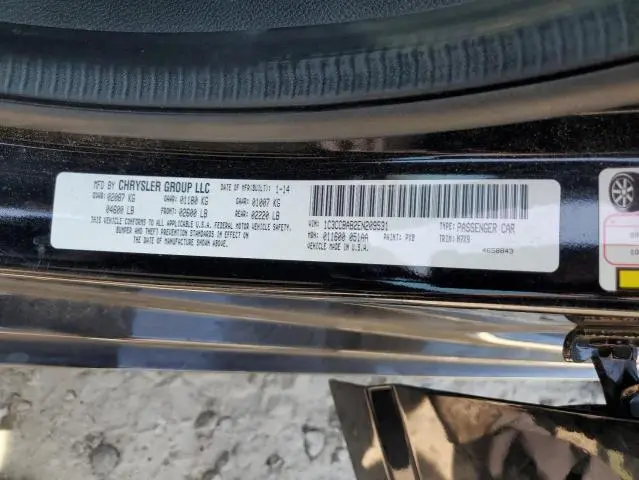 MFD BY CHRYSLER GROUP LLC DATE OF MFR(BUILT): 1-14
GVWR: 02087 KG GAWR: 01180 KG GAWR: 01007 KG
04600 LB FRONT: 02600 LB REAR: 02220 LB
THIS VEHICLE CONFORMS TO ALL APPLICABLE U.S.A. FEDERAL MOTOR VEHICLE SAFETY,
BUMPER AND THEFT PREVENTION STANDARDS IN EFFECT ON
THE DATE OF MANUFACTURE SHOWN ABOVE.
VIN: 1C3CCBAB2EN209531 TYPE: PASSENGER CAR
MDH: 011600 051AA PAINT: PX8 TRIM: M7X9
VEHICLE MADE IN U.S.A. 4658843